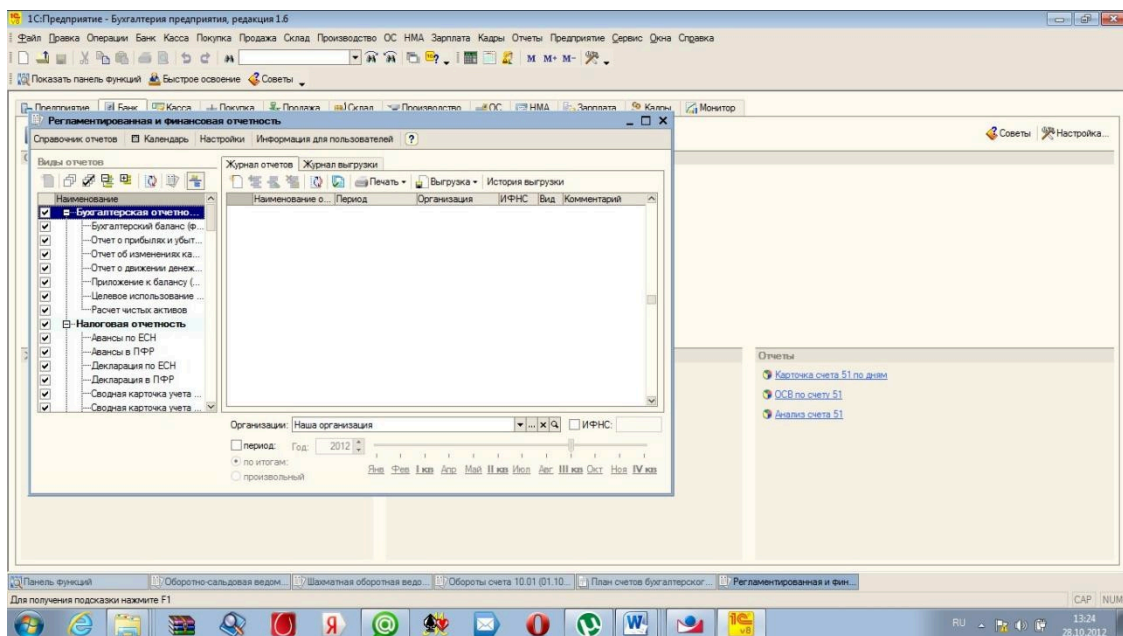 1С:Предприятие - Бухгалтерия предприятия, редакция 1.6
Файл Правка Операции Банк Касса Покупка Продажа Склад Производство ОС НМА Зарплата Кадры Отчеты Предприятие Сервис Окна Справка
M M+ M-
Показать панель функций Быстрое освоение Советы
Предприятие Банк Касса Покупка Продажа Склад Производство ОС НМА Зарплата Кадры Монитор
Регламентированная и финансовая отчетность
Советы Настройка...
Справочник отчетов Календарь Настройки Информация для пользователей ?
Виды отчетов
Журнал отчетов Журнал выгрузки
Печать Выгрузка История выгрузки
Наименование
Наименование о... Период Организация ИФНС Вид Комментарий
Бухгалтерская отчетно...
Бухгалтерский баланс (ф...
Отчет о прибылях и убыт...
Отчет об изменениях ка...
Отчет о движении денеж...
Приложение к балансу (...
Целевое использование ...
Расчет чистых активов
Налоговая отчетность
Авансы по ЕСН
Авансы в ПФР
Декларация по ЕСН
Декларация в ПФР
Сводная карточка учета ...
Сводная карточка учета ...
Отчеты
Карточка счета 51 по дням
ОСВ по счету 51
Анализ счета 51
Организации: Наша организация ... x ИФНС:
период: Год: 2012
по итогам:
произвольный
Янв Фев I кв Апр Май II кв Июл Авг III кв Окт Ноя IV кв
Панель функций Оборотно-сальдовая ведом... Шахматная оборотная ведо... Обороты счета 10.01 (01.10... План счетов бухгалтерског... Регламентированная и фин...
Для получения подсказки нажмите F1
CAP NUM
RU 13:24
28.10.2012